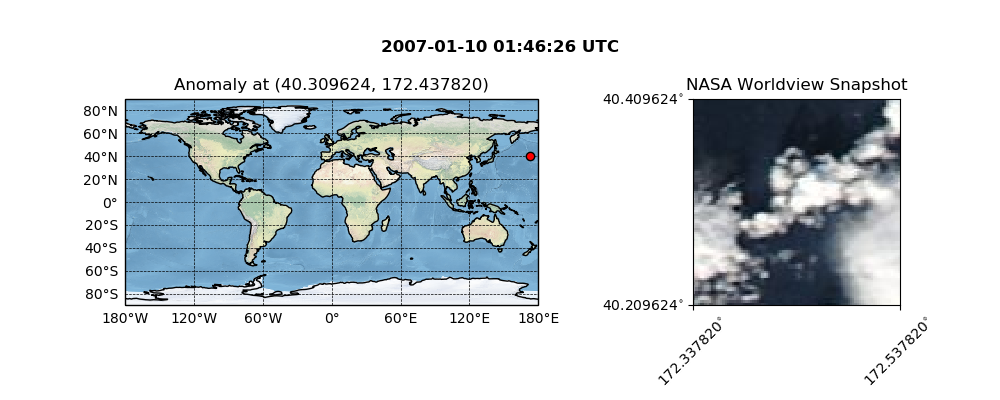 2007-01-10 01:46:26 UTC
Anomaly at (40.309624, 172.437820)
NASA Worldview Snapshot
80°N
60°N
40°N
20°N
0°
20°S
40°S
60°S
80°S
180°W 120°W 60°W 0° 60°E 120°E 180°E
40.409624°
40.209624°
172.337820°
172.537820°